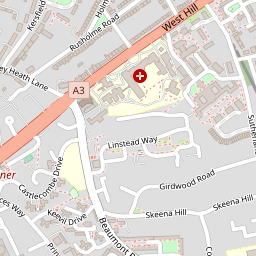 Kersfield
Holm
Rusholme Road
West Hill
ey Heath Lane
A3
Sutherland
Linstead Way
Girdwood Road
ner
Castlecombe Drive
Skeena Hill
Skeena Hill
ces Way
Keevil Drive
Beaumont
Prin